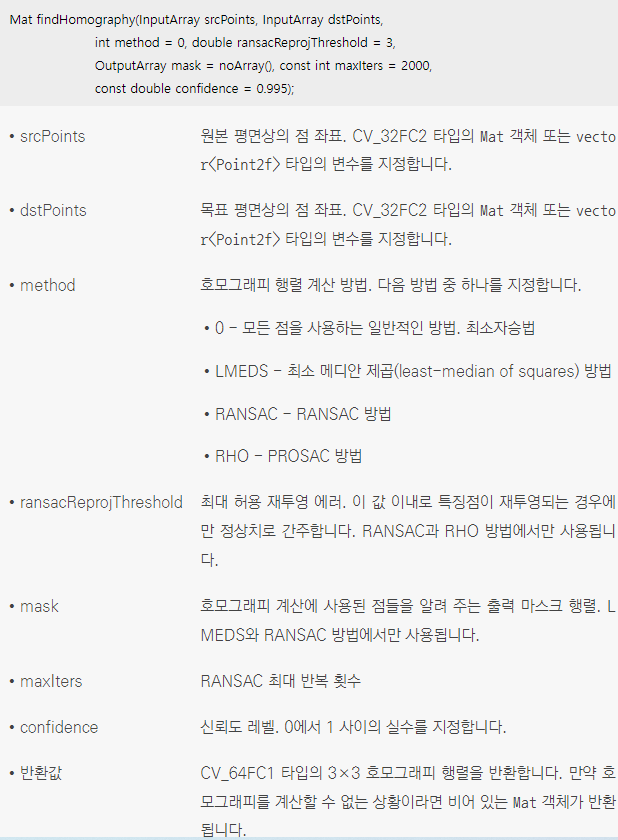 Mat findHomography(InputArray srcPoints, InputArray dstPoints,
int method = 0, double ransacReprojThreshold = 3,
OutputArray mask = noArray(), const int maxIters = 2000,
const double confidence = 0.995);
• srcPoints 원본 평면상의 점 좌표. CV_32FC2 타입의 Mat 객체 또는 vecto
r<Point2f> 타입의 변수를 지정합니다.
• dstPoints 목표 평면상의 점 좌표. CV_32FC2 타입의 Mat 객체 또는 vecto
r<Point2f> 타입의 변수를 지정합니다.
• method 호모그래피 행렬 계산 방법. 다음 방법 중 하나를 지정합니다.
• 0 - 모든 점을 사용하는 일반적인 방법. 최소자승법
• LMEDS - 최소 메디안 제곱(least-median of squares) 방법
• RANSAC - RANSAC 방법
• RHO - PROSAC 방법
• ransacReprojThreshold 최대 허용 재투영 에러. 이 값 이내로 특징점이 재투영되는 경우에
만 정상치로 간주합니다. RANSAC과 RHO 방법에서만 사용됩니
다.
• mask 호모그래피 계산에 사용된 점들을 알려 주는 출력 마스크 행렬. L
MEDS와 RANSAC 방법에서만 사용됩니다.
• maxIters RANSAC 최대 반복 횟수
• confidence 신뢰도 레벨. 0에서 1 사이의 실수를 지정합니다.
• 반환값 CV_64FC1 타입의 3×3 호모그래피 행렬을 반환합니다. 만약 호
모그래피를 계산할 수 없는 상황이라면 비어 있는 Mat 객체가 반환
됩니다.